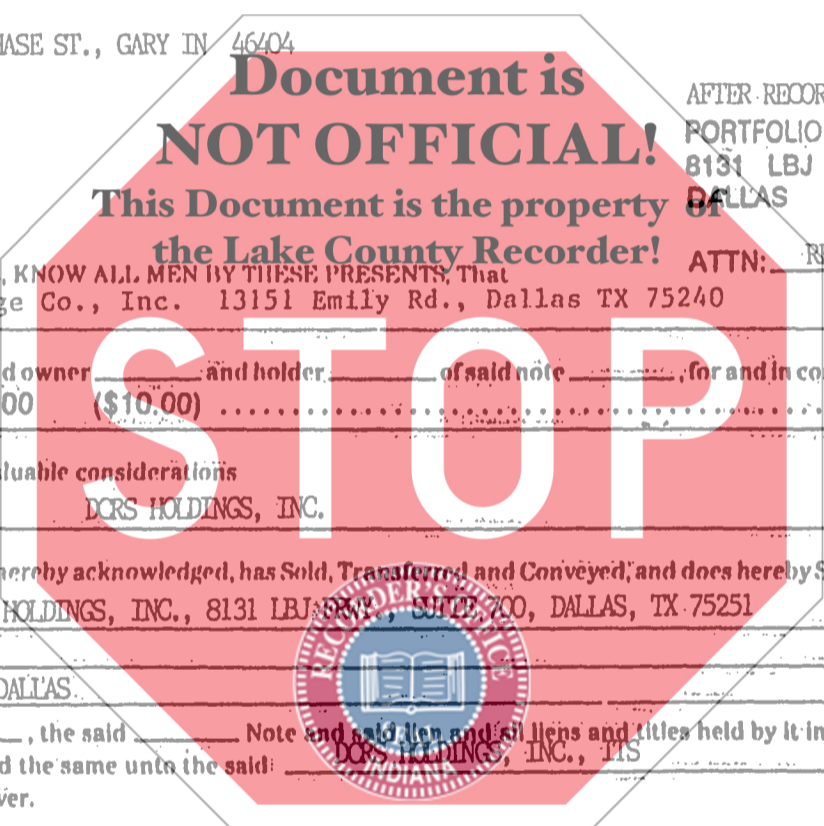 HASE ST., GARY IN 46404
Document is
NOT OFFICIAL!
This Document is the property of
the Lake County Recorder!
AFTER RECOR
PORTFOLIO
8131 LBJ
DALLAS
ATTN:
, KNOW ALL MEN BY THESE PRESENTS, That
ge Co., Inc. 13151 Emily Rd., Dallas TX 75240
STOP
d owner and holder of said note , for and in co
00 ($10.00)
luable considerations
DCRS HOLDINGS, INC.
hereby acknowledged, has Sold, Transferred and Conveyed, and does hereby S
HOLDINGS, INC., 8131 LBJ FRWY., SUITE 700, DALLAS, TX 75251
RECORDER'S OFFICE
INDIANA
DALLAS
, the said Note and said lien and all liens and titles held by it in
DCRS HOLDINGS, INC., ITS
d the same unto the said
ver.